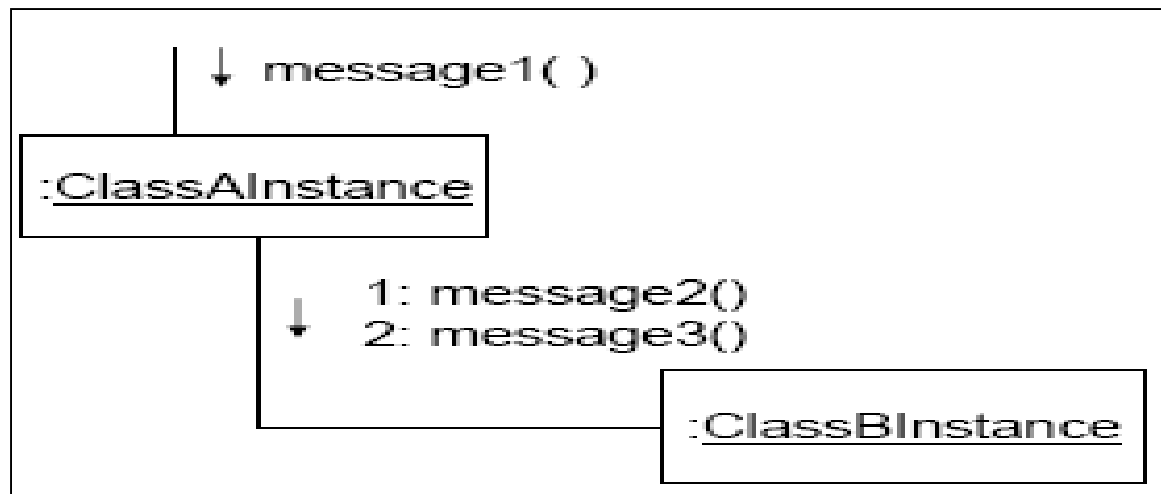 message1( )
:ClassAInstance
1: message2()
2: message3()
:ClassBInstance